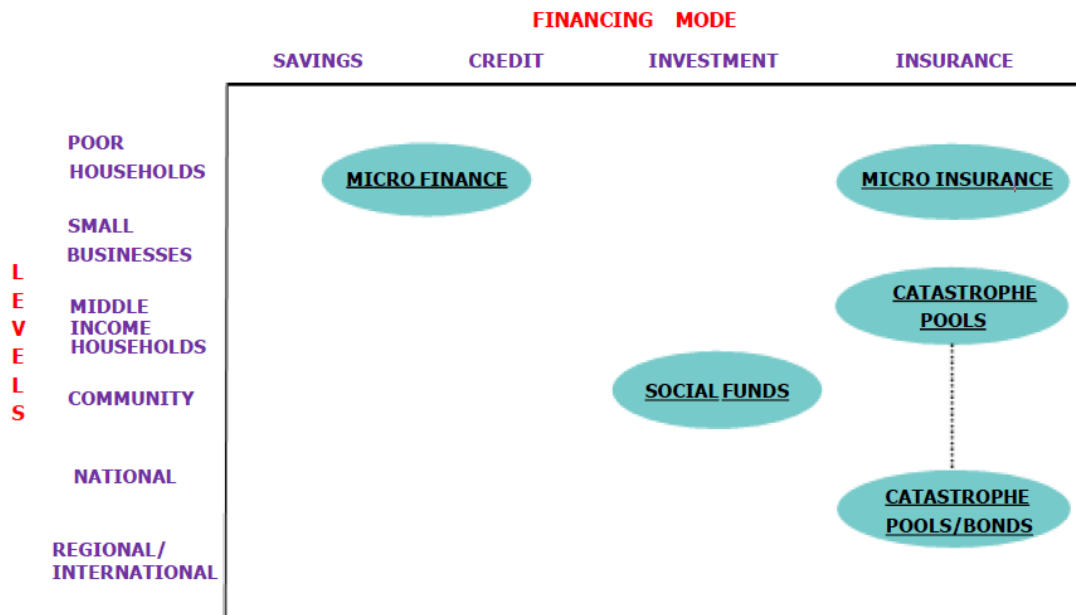 FINANCING MODE
SAVINGS CREDIT INVESTMENT INSURANCE
LEVELS
POOR
HOUSEHOLDS
MICRO FINANCE
MICRO INSURANCE
SMALL
BUSINESSES
MIDDLE
INCOME
HOUSEHOLDS
CATASTROPHE
POOLS
COMMUNITY
SOCIAL FUNDS
NATIONAL
CATASTROPHE
POOLS/BONDS
REGIONAL/
INTERNATIONAL